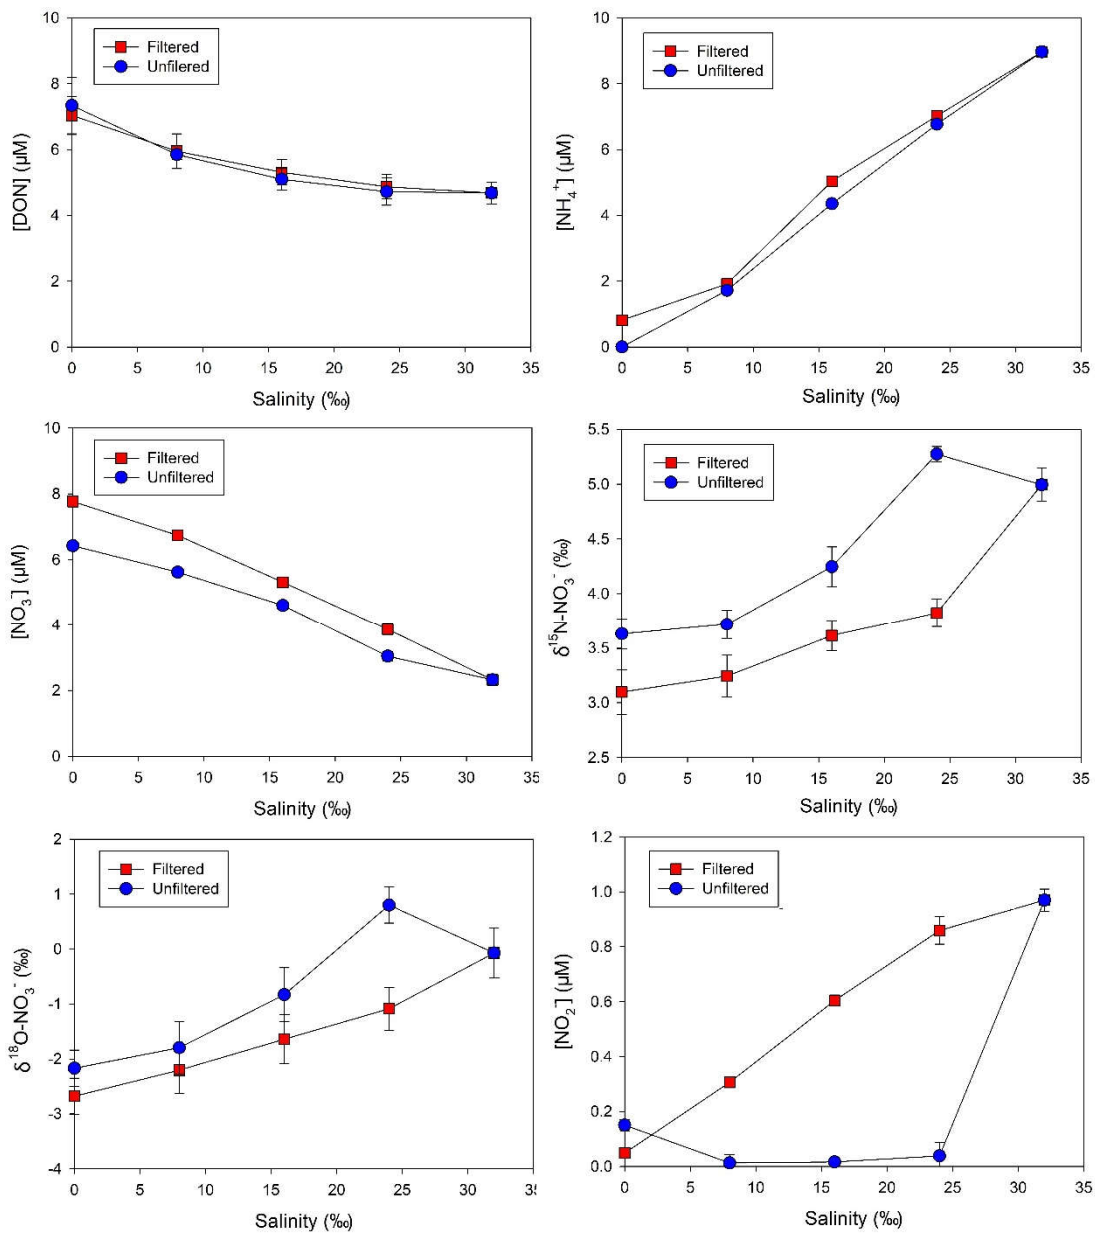 10
8
6
4
2
0
[DON] (µM)
Filtered
Unfilered
0 5 10 15 20 25 30 35
Salinity (‰)
10
8
6
4
2
0
[NH₄⁺] (µM)
Filtered
Unfiltered
0 5 10 15 20 25 30 35
Salinity (‰)
10
8
6
4
2
0
[NO₃⁻] (µM)
Filtered
Unfiltered
0 5 10 15 20 25 30 35
Salinity (‰)
5.5
5.0
4.5
4.0
3.5
3.0
2.5
δ¹⁵N-NO₃⁻ (‰)
Filtered
Unfiltered
0 5 10 15 20 25 30 35
Salinity (‰)
2
1
0
-1
-2
-3
-4
δ¹⁸O-NO₃⁻ (‰)
Filtered
Unfiltered
0 5 10 15 20 25 30 35
Salinity (‰)
1.2
1.0
0.8
0.6
0.4
0.2
0.0
[NO₂⁻] (µM)
Filtered
Unfiltered
0 5 10 15 20 25 30 35
Salinity (‰)